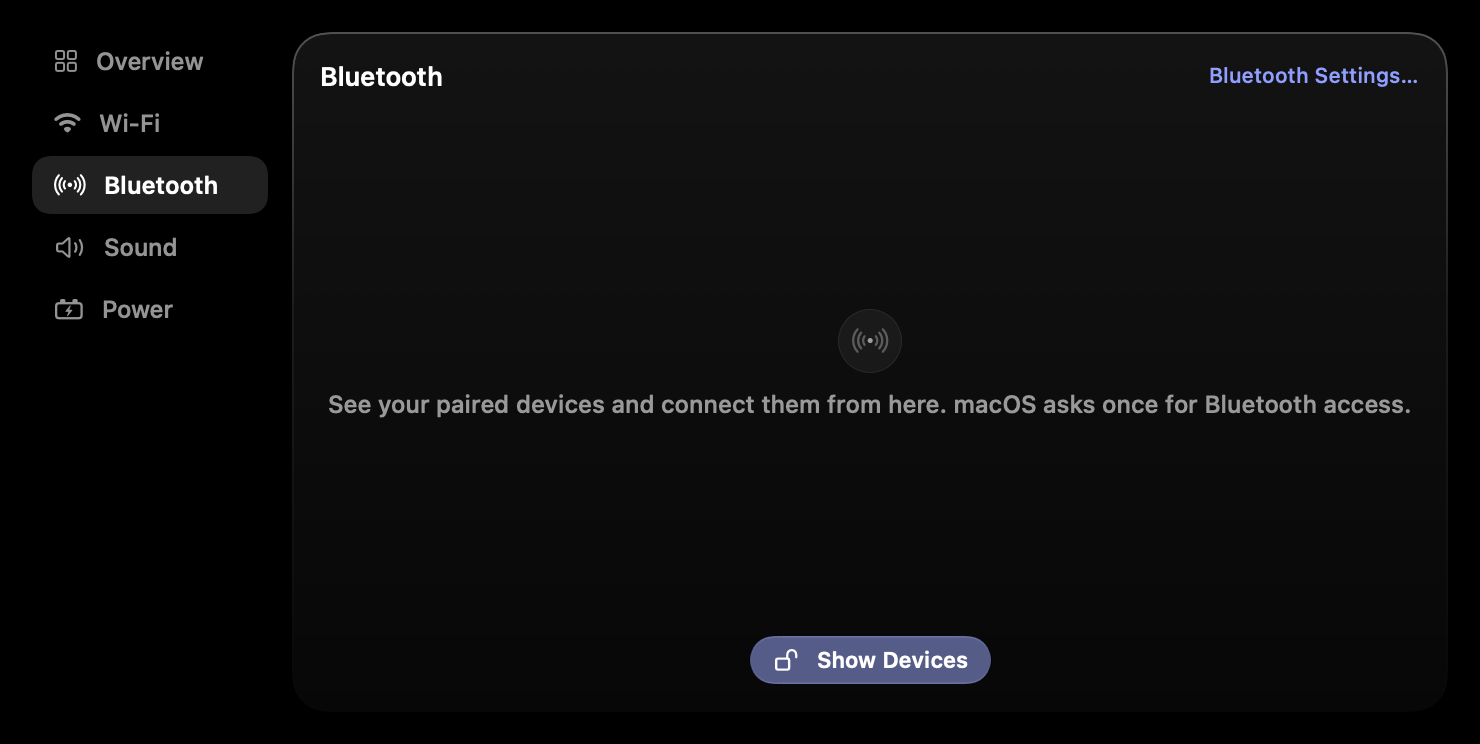 Overview
Wi-Fi
Bluetooth
Sound
Power
Bluetooth
Bluetooth Settings...
See your paired devices and connect them from here. macOS asks once for Bluetooth access.
Show Devices